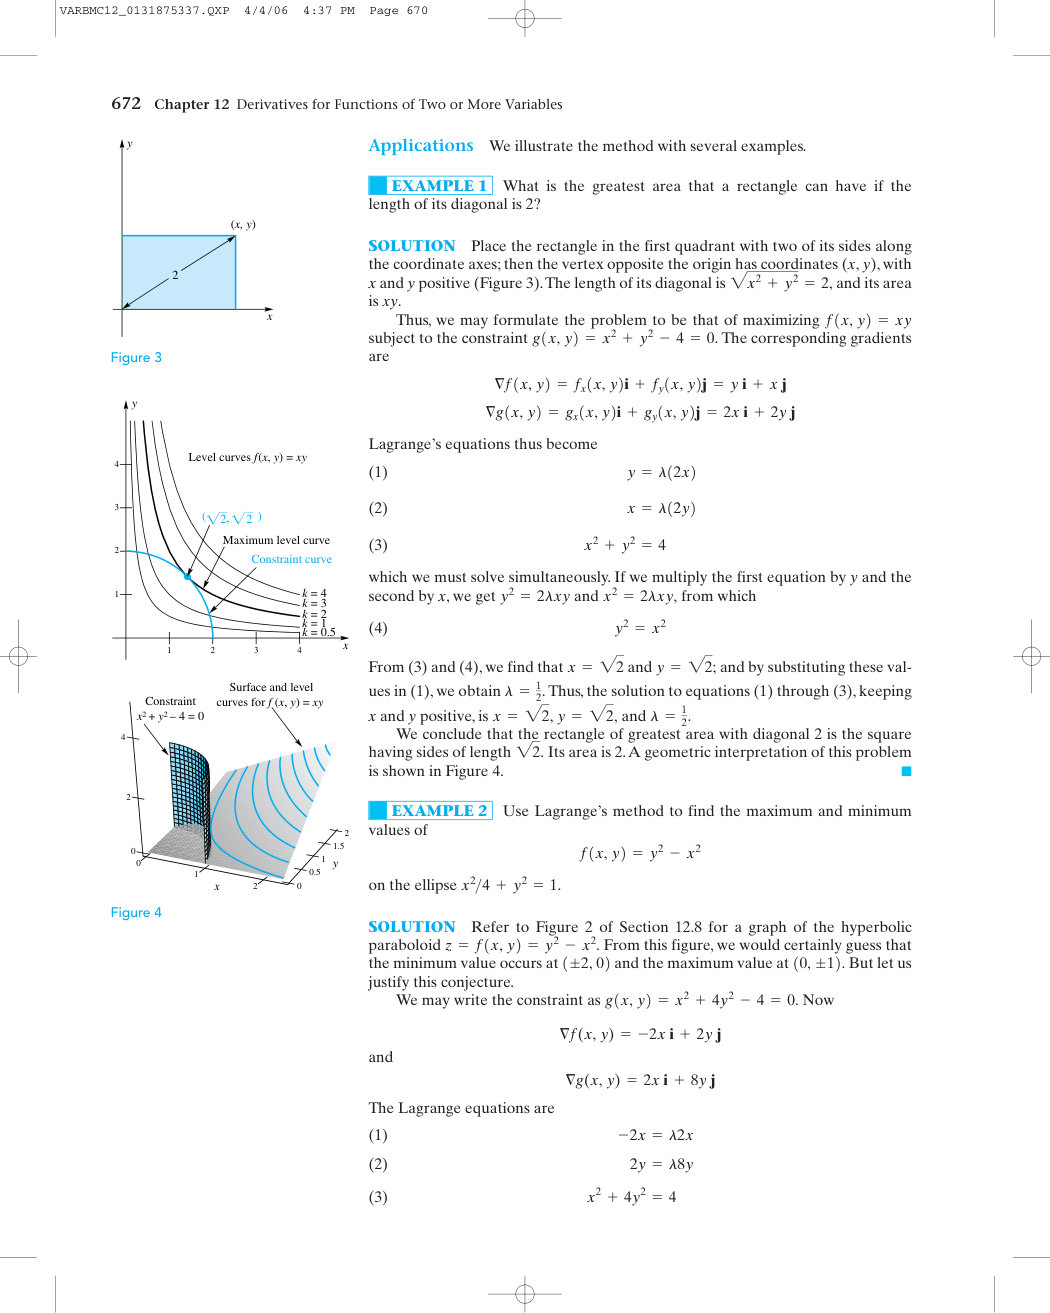 VARBMC12_0131875337.QXP 4/4/06 4:37 PM Page 670
672 Chapter 12 Derivatives for Functions of Two or More Variables
y
(x, y)
2
x
Figure 3
y
4
3
2
1
Level curves f(x, y) = xy
(√2, √2 )
Maximum level curve
Constraint curve
k = 4
k = 3
k = 2
k = 1
k = 0.5
1 2 3 4 x
Surface and level
curves for f (x, y) = xy
Constraint
x² + y² – 4 = 0
4
2
0
0
1
x
2
0
0.5
1
1.5
2
y
Figure 4
Applications We illustrate the method with several examples.
EXAMPLE 1 What is the greatest area that a rectangle can have if the
length of its diagonal is 2?
SOLUTION Place the rectangle in the first quadrant with two of its sides along
the coordinate axes; then the vertex opposite the origin has coordinates (x, y), with
x and y positive (Figure 3). The length of its diagonal is √(x² + y²) = 2, and its area
is xy.
Thus, we may formulate the problem to be that of maximizing f(x, y) = xy
subject to the constraint g(x, y) = x² + y² − 4 = 0. The corresponding gradients
are
∇f(x, y) = fₓ(x, y)i + f_y(x, y)j = y i + x j
∇g(x, y) = gₓ(x, y)i + g_y(x, y)j = 2x i + 2y j
Lagrange’s equations thus become
(1) y = λ(2x)
(2) x = λ(2y)
(3) x² + y² = 4
which we must solve simultaneously. If we multiply the first equation by y and the
second by x, we get y² = 2λxy and x² = 2λxy, from which
(4) y² = x²
From (3) and (4), we find that x = √2 and y = √2; and by substituting these val-
ues in (1), we obtain λ = ½. Thus, the solution to equations (1) through (3), keeping
x and y positive, is x = √2, y = √2, and λ = ½.
We conclude that the rectangle of greatest area with diagonal 2 is the square
having sides of length √2. Its area is 2. A geometric interpretation of this problem
is shown in Figure 4.
EXAMPLE 2 Use Lagrange’s method to find the maximum and minimum
values of
f(x, y) = y² − x²
on the ellipse x²/4 + y² = 1.
SOLUTION Refer to Figure 2 of Section 12.8 for a graph of the hyperbolic
paraboloid z = f(x, y) = y² − x². From this figure, we would certainly guess that
the minimum value occurs at (±2, 0) and the maximum value at (0, ±1). But let us
justify this conjecture.
We may write the constraint as g(x, y) = x² + 4y² − 4 = 0. Now
∇f(x, y) = −2x i + 2y j
and
∇g(x, y) = 2x i + 8y j
The Lagrange equations are
(1) −2x = λ2x
(2) 2y = λ8y
(3) x² + 4y² = 4